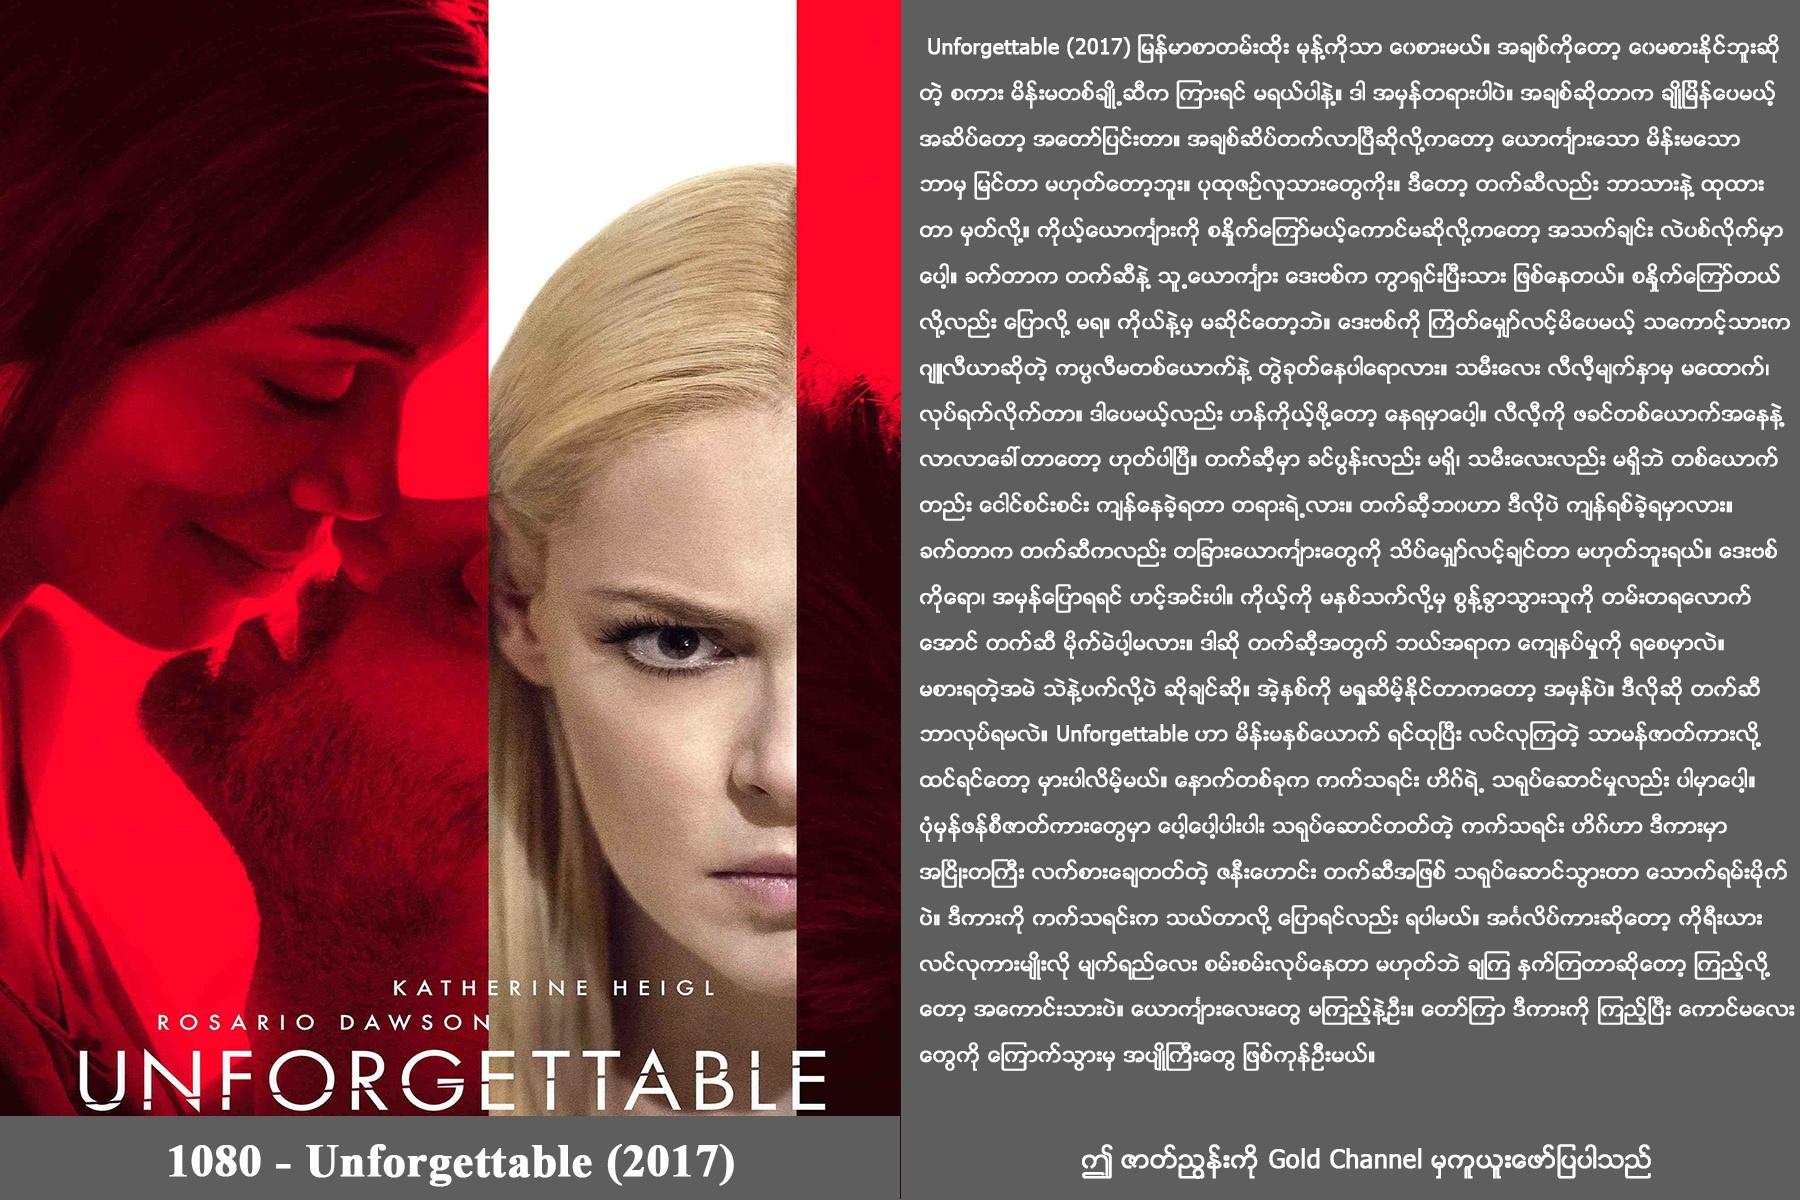 KATHERINE HEIGL
ROSARIO DAWSON
UNFORGETTABLE
1080 - Unforgettable (2017)
Unforgettable (2017) မြန်မာစာတမ်းထိုး မုန့်ကိုသာ ဝေစားမယ်။ အချစ်ကိုတော့ ဝေမစားနိုင်ဘူးဆို
တဲ့ စကား မိန်းမတစ်ချို့ဆီက ကြားရင် မရယ်ပါနဲ့။ ဒါ အမှန်တရားပါပဲ။ အချစ်ဆိုတာက ချိုမြိန်ပေမယ့်
အဆိပ်တော့ အတော်ပြင်းတာ။ အချစ်ဆိပ်တက်လာပြီဆိုလို့ကတော့ ယောကျ်ားသော မိန်းမသော
ဘာမှ မြင်တာ မဟုတ်တော့ဘူး။ ပုထုဇဉ်လူသားတွေကိုး။ ဒီတော့ တက်ဆီလည်း ဘာသားနဲ့ ထုထား
တာ မှတ်လို့။ ကိုယ့်ယောကျ်ားကို စနှိုက်ကြော်မယ့်ကောင်မဆိုလို့ကတော့ အသက်ချင်း လဲပစ်လိုက်မှာ
ပေါ့။ ခက်တာက တက်ဆီနဲ့ သူ့ယောကျ်ား ဒေးဗစ်က ကွာရှင်းပြီးသား ဖြစ်နေတယ်။ စနှိုက်ကြော်တယ်
လို့လည်း ပြောလို့ မရ။ ကိုယ်နဲ့မှ မဆိုင်တော့ဘဲ။ ဒေးဗစ်ကို ကြိတ်မျှော်လင့်မိပေမယ့် သကောင့်သားက
ဂျူလီယာဆိုတဲ့ ကပ္ပလီမတစ်ယောက်နဲ့ တွဲခုတ်နေပါရောလား။ သမီးလေး လီလီ့မျက်နှာမှ မထောက်၊
လုပ်ရက်လိုက်တာ။ ဒါပေမယ့်လည်း ဟန်ကိုယ့်ဖို့တော့ နေရမှာပေါ့။ လီလီ့ကို ဖခင်တစ်ယောက်အနေနဲ့
လာလာခေါ်တာတော့ ဟုတ်ပါပြီ။ တက်ဆီ့မှာ ခင်ပွန်းလည်း မရှိ၊ သမီးလေးလည်း မရှိဘဲ တစ်ယောက်
တည်း ငေါင်စင်းစင်း ကျန်နေခဲ့ရတာ တရားရဲ့လား။ တက်ဆီ့ဘဝဟာ ဒီလိုပဲ ကျန်ရစ်ခဲ့ရမှာလား။
ခက်တာက တက်ဆီကလည်း တခြားယောကျ်ားတွေကို သိပ်မျှော်လင့်ချင်တာ မဟုတ်ဘူးရယ်။ ဒေးဗစ်
ကိုရော၊ အမှန်ပြောရရင် ဟင့်အင်းပါ။ ကိုယ့်ကို မနှစ်သက်လို့မှ စွန့်ခွာသွားသူကို တမ်းတရလောက်
အောင် တက်ဆီ မိုက်မဲပါ့မလား။ ဒါဆို တက်ဆီ့အတွက် ဘယ်အရာက ကျေနပ်မှုကို ရစေမှာလဲ။
မစားရတဲ့အမဲ သဲနဲ့ပက်လို့ပဲ ဆိုချင်ဆို။ အဲ့နှစ်ကို မရှုဆိမ့်နိုင်တာကတော့ အမှန်ပဲ။ ဒီလိုဆို တက်ဆီ
ဘာလုပ်ရမလဲ။ Unforgettable ဟာ မိန်းမနှစ်ယောက် ရင်ထုပြီး လင်လုကြတဲ့ သာမန်ဇာတ်ကားလို့
ထင်ရင်တော့ မှားပါလိမ့်မယ်။ နောက်တစ်ခုက ကက်သရင်း ဟိဂ်ရဲ့ သရုပ်ဆောင်မှုလည်း ပါမှာပေါ့။
ပုံမှန်ဖန်စီဇာတ်ကားတွေမှာ ပေါ့ပေါ့ပါးပါး သရုပ်ဆောင်တတ်တဲ့ ကက်သရင်း ဟိဂ်ဟာ ဒီကားမှာ
အငြိုးတကြီး လက်စားချေတတ်တဲ့ ဇနီးဟောင်း တက်ဆီအဖြစ် သရုပ်ဆောင်သွားတာ သောက်ရမ်းမိုက်
ပဲ။ ဒီကားကို ကက်သရင်းက သယ်တာလို့ ပြောရင်လည်း ရပါမယ်။ အင်္ဂလိပ်ကားဆိုတော့ ကိုရီးယား
လင်လုကားမျိုးလို မျက်ရည်လေး စမ်းစမ်းလုပ်နေတာ မဟုတ်ဘဲ ချကြ နှက်ကြတာဆိုတော့ ကြည့်လို့
တော့ အကောင်းသားပဲ။ ယောကျ်ားလေးတွေ မကြည့်နဲ့ဦး။ တော်ကြာ ဒီကားကို ကြည့်ပြီး ကောင်မလေး
တွေကို ကြောက်သွားမှ အပျိုကြီးတွေ ဖြစ်ကုန်ဦးမယ်။
ဤ ဇာတ်ညွှန်းကို Gold Channel မှကူယူးဖော်ပြပါသည်